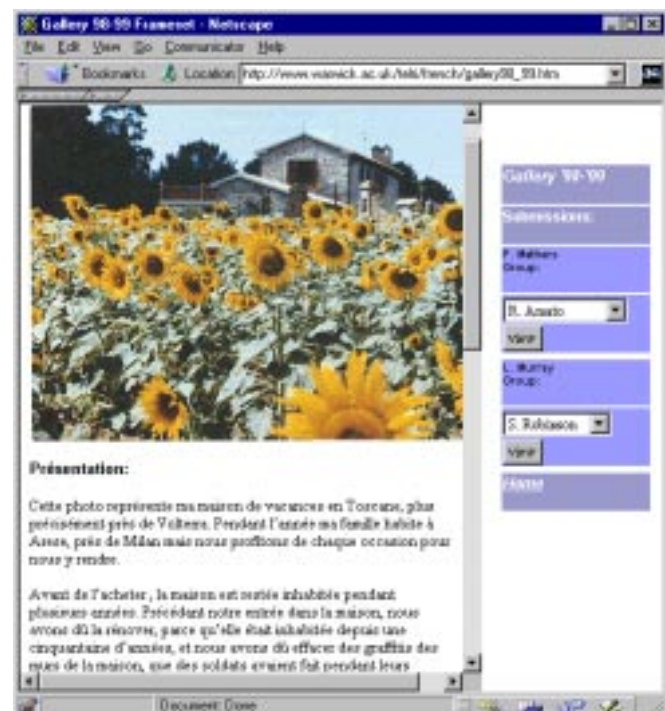 Gallery 98-99 Frameset - Netscape
File Edit View Go Communicator Help
Bookmarks Location http://www.warwick.ac.uk/telri/french/gallery98_99.htm
Gallery '98-'99
Submissions:
F. Mathers
Group:
R. Amato
View
L. Murray
Group:
S. Robinson
View
Home
Présentation:
Cette photo représente ma maison de vacances en Toscane, plus
précisément près de Volterra. Pendant l'année ma famille habite à
Arese, près de Milan mais nous profitons de chaque occasion pour
nous y rendre.
Avant de l'acheter, la maison est restée inhabitée pendant
plusieurs années. Précédant notre entrée dans la maison, nous
avons dû la rénover, parce qu'elle était inhabitée depuis une
cinquantaine d'années, et nous avons dû effacer des graffitis des
murs de la maison, que des soldats avaient fait pendant leurs
Document: Done